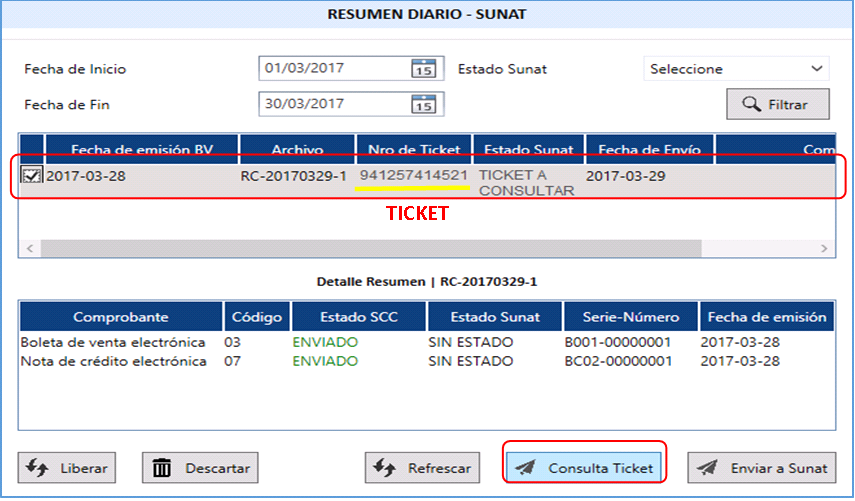 RESUMEN DIARIO - SUNAT
Fecha de Inicio 01/03/2017 15 Estado Sunat Seleccione
Fecha de Fin 30/03/2017 15 Filtrar
Fecha de emisión BV Archivo Nro de Ticket Estado Sunat Fecha de Envío Com
2017-03-28 RC-20170329-1 941257414521 TICKET A 2017-03-29
CONSULTAR
TICKET
Detalle Resumen | RC-20170329-1
Comprobante Código Estado SCC Estado Sunat Serie-Número Fecha de emisión
Boleta de venta electrónica 03 ENVIADO SIN ESTADO B001-00000001 2017-03-28
Nota de crédito electrónica 07 ENVIADO SIN ESTADO BC02-00000001 2017-03-28
Liberar Descartar Refrescar Consulta Ticket Enviar a Sunat